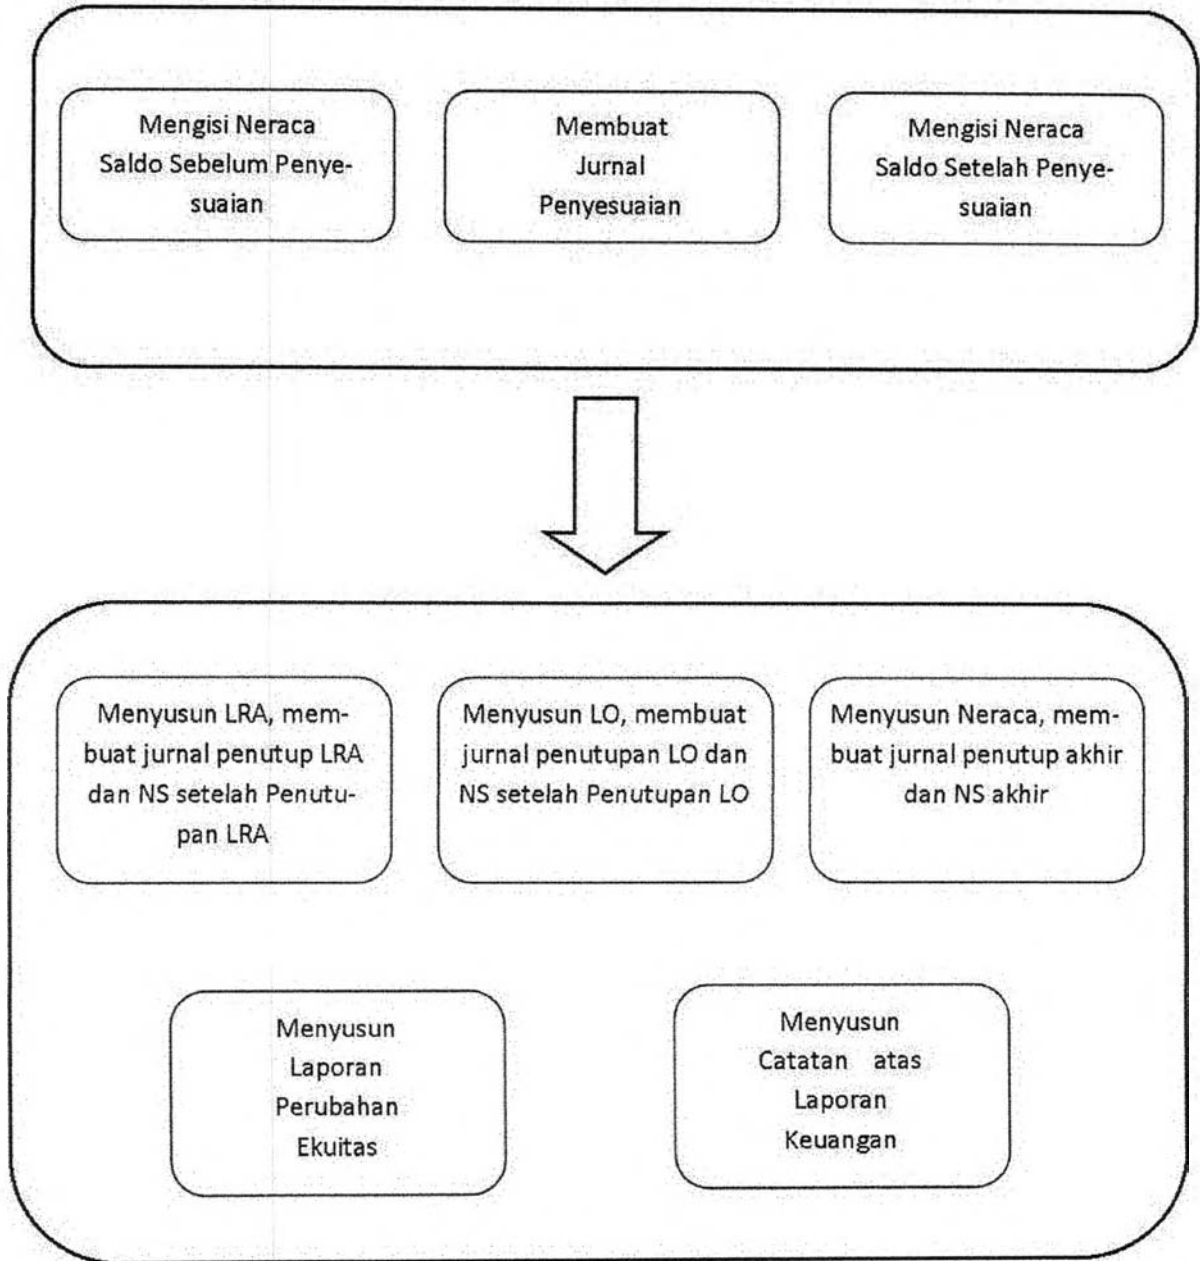 Mengisi Neraca
Saldo Sebelum Penye-
suaian
Membuat
Jurnal
Penyesuaian
Mengisi Neraca
Saldo Setelah Penye-
suaian
Menyusun LRA, mem-
buat jurnal penutup LRA
dan NS setelah Penutu-
pan LRA
Menyusun LO, membuat
jurnal penutupan LO dan
NS setelah Penutupan LO
Menyusun Neraca, mem-
buat jurnal penutup akhir
dan NS akhir
Menyusun
Laporan
Perubahan
Ekuitas
Menyusun
Catatan atas
Laporan
Keuangan